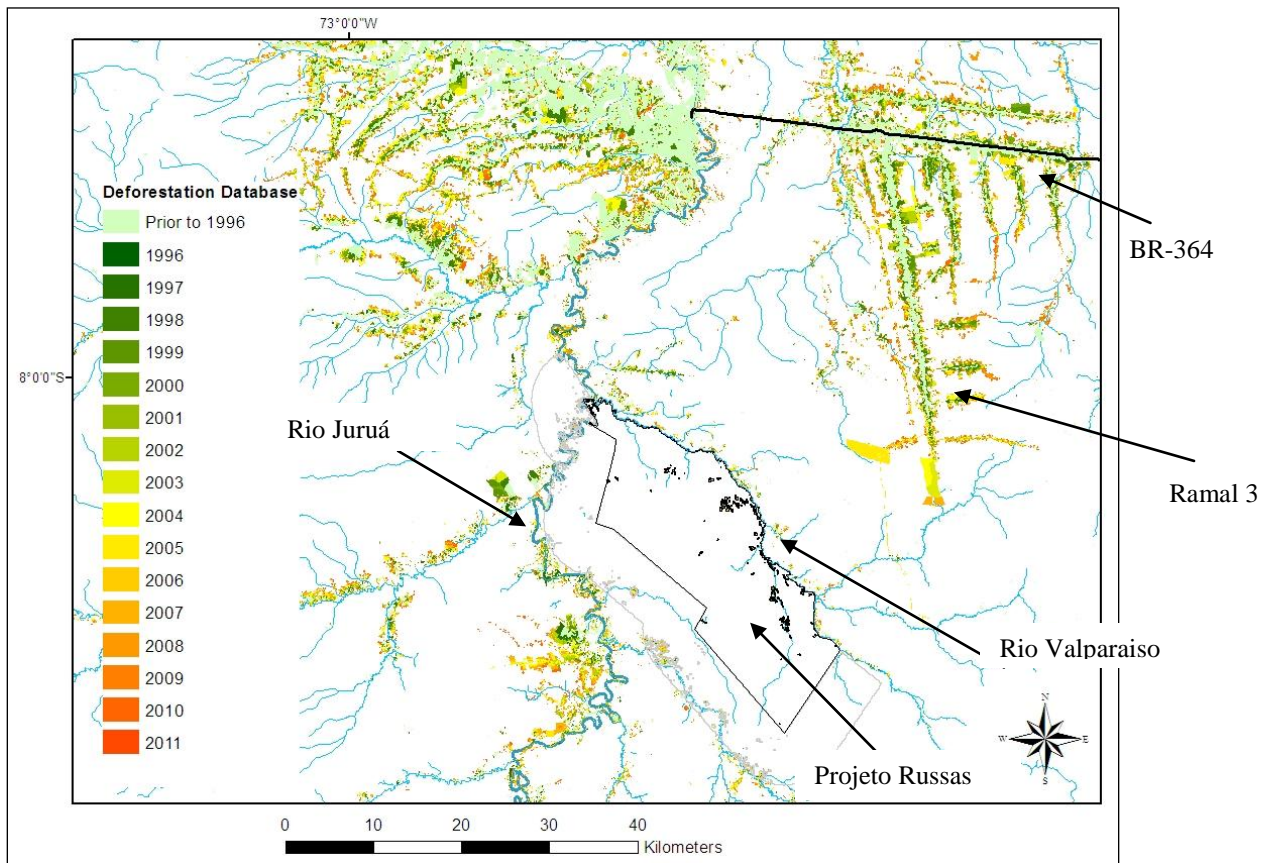 73°0'0"W
Deforestation Database
Prior to 1996
1996
1997
1998
1999
2000
2001
2002
2003
2004
2005
2006
2007
2008
2009
2010
2011
8°0'0"S
BR-364
Rio Juruá
Ramal 3
Rio Valparaiso
Projeto Russas
N
W E
S
0 10 20 30 40
Kilometers